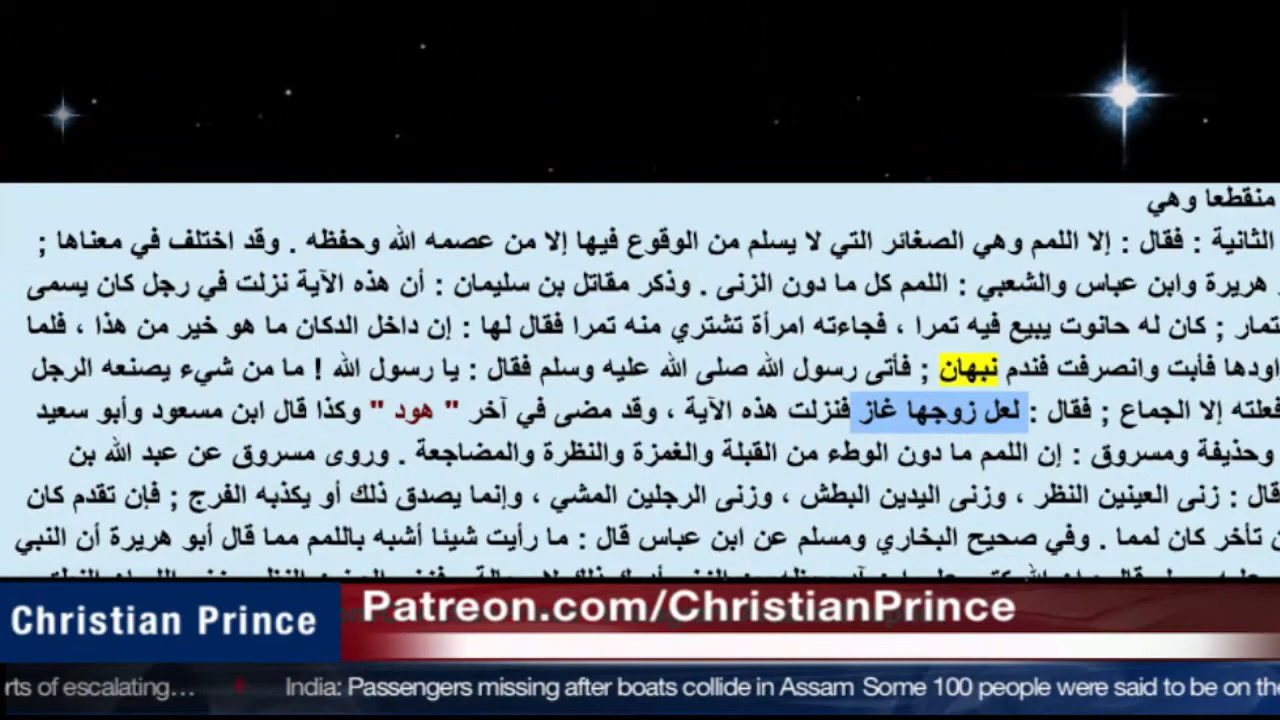 منقطعا وهي
الثانية : فقال : إلا اللمم وهي الصغائر التي لا يسلم من الوقوع فيها إلا من عصمه الله وحفظه . وقد اختلف في معناها ;
هريرة وابن عباس والشعبي : اللمم كل ما دون الزنى . وذكر مقاتل بن سليمان : أن هذه الآية نزلت في رجل كان يسمى
تمار ; كان له حانوت يبيع فيه تمرا ، فجاءته امرأة تشتري منه تمرا فقال لها : إن داخل الدكان ما هو خير من هذا ، فلما
اودها فأبت وانصرفت فندم نبهان ; فأتى رسول الله صلى الله عليه وسلم فقال : يا رسول الله ! ما من شيء يصنعه الرجل
فعلته إلا الجماع ; فقال : لعل زوجها غاز فنزلت هذه الآية ، وقد مضى في آخر " هود " وكذا قال ابن مسعود وأبو سعيد
وحذيفة ومسروق : إن اللمم ما دون الوطء من القبلة والغمزة والنظرة والمضاجعة . وروى مسروق عن عبد الله بن
قال : زنى العينين النظر ، وزنى اليدين البطش ، وزنى الرجلين المشي ، وإنما يصدق ذلك أو يكذبه الفرج ; فإن تقدم كان
تأخر كان لمما . وفي صحيح البخاري ومسلم عن ابن عباس قال : ما رأيت شيئا أشبه باللمم مما قال أبو هريرة أن النبي
Patreon.com/ChristianPrince
Christian Prince
rts of escalating... India: Passengers missing after boats collide in Assam Some 100 people were said to be on the